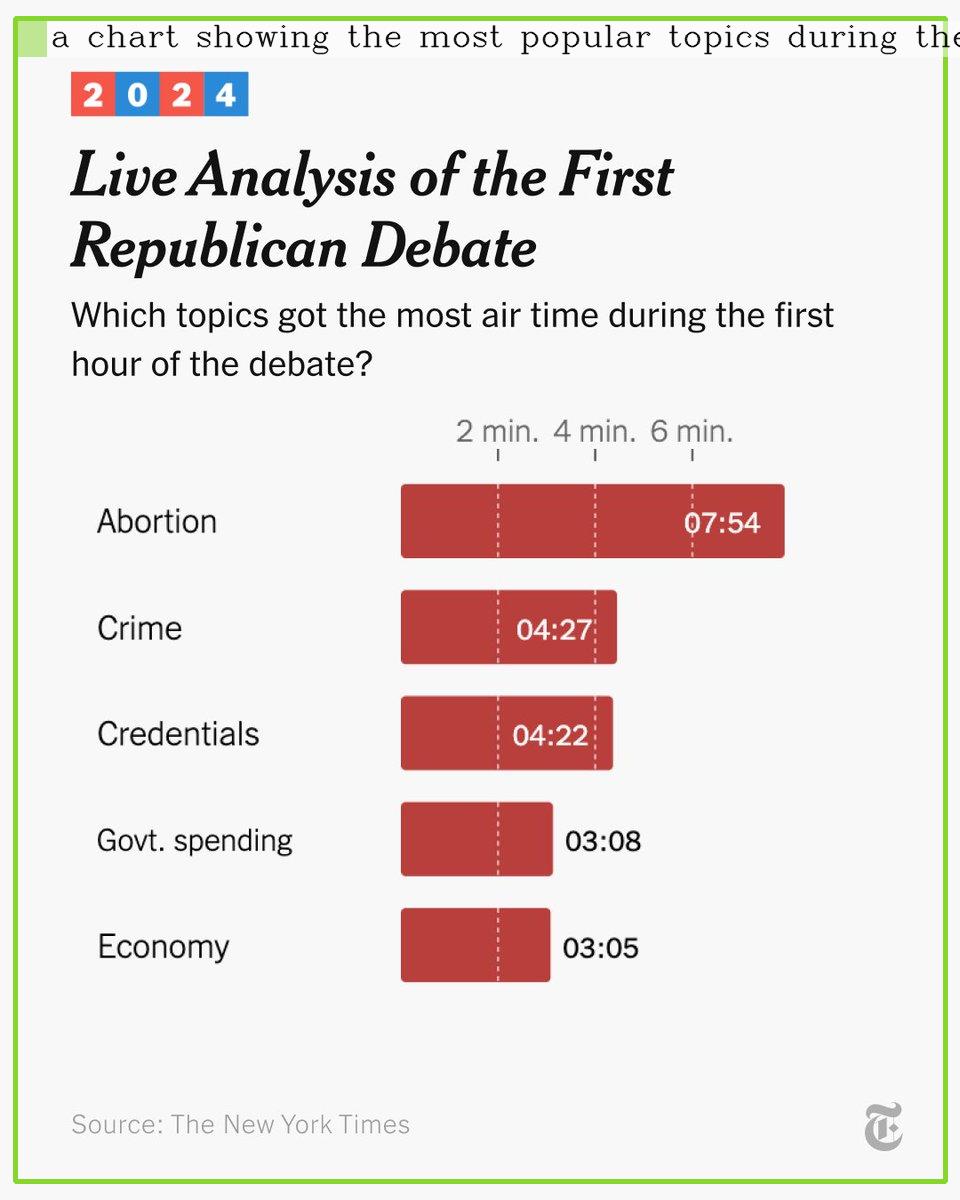 a chart showing the most popular topics during the
2024
Live Analysis of the First
Republican Debate
Which topics got the most air time during the first
hour of the debate?
2 min. 4 min. 6 min.
Abortion 07:54
Crime 04:27
Credentials 04:22
Govt. spending 03:08
Economy 03:05
Source: The New York Times T